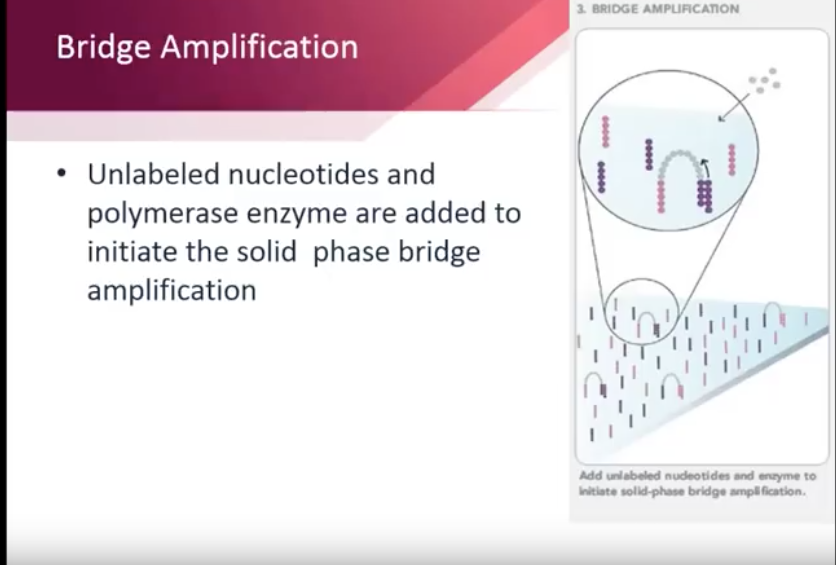 Bridge Amplification
• Unlabeled nucleotides and
polymerase enzyme are added to
initiate the solid phase bridge
amplification
3. BRIDGE AMPLIFICATION
Add unlabeled nucleotides and enzyme to
initiate solid-phase bridge amplification.